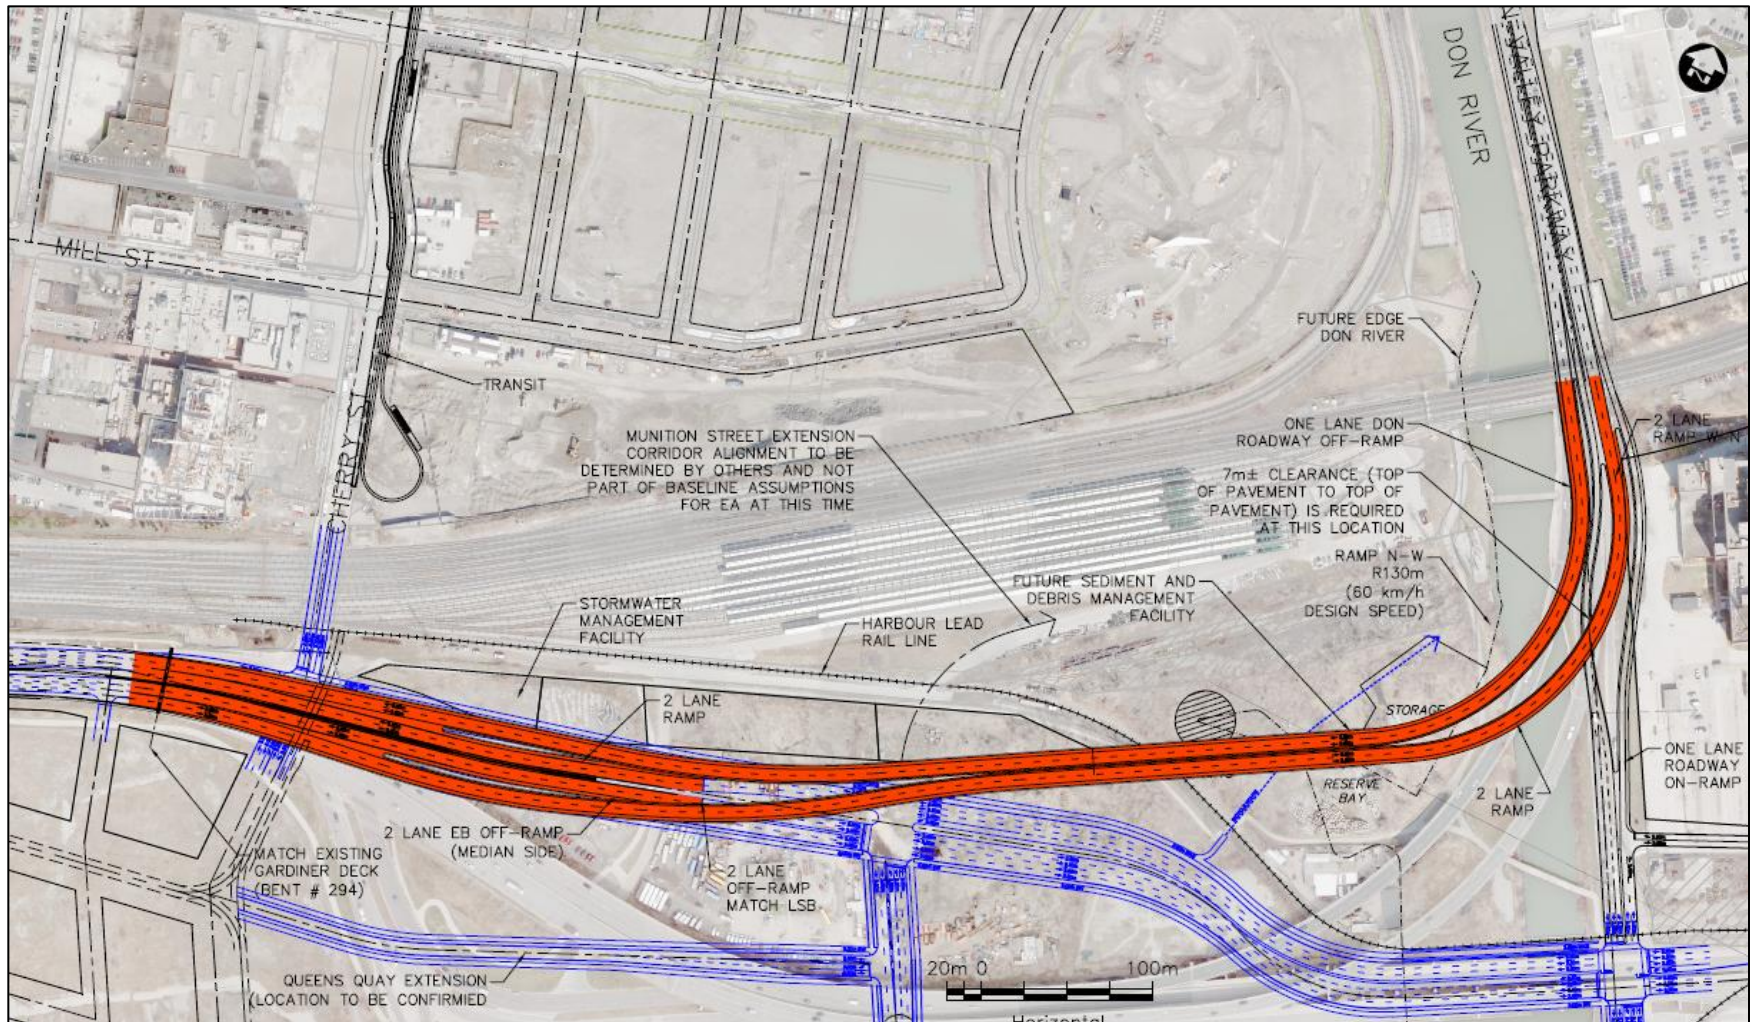 DON RIVER
N VALLEY PARKWAY
MILL ST
FUTURE EDGE
DON RIVER
TRANSIT
CHERRY ST
ONE LANE DON
ROADWAY OFF-RAMP
2 LANE
RAMP W-N
MUNITION STREET EXTENSION
CORRIDOR ALIGNMENT TO BE
DETERMINED BY OTHERS AND NOT
PART OF BASELINE ASSUMPTIONS
FOR EA AT THIS TIME
7m± CLEARANCE (TOP
OF PAVEMENT TO TOP OF
PAVEMENT) IS REQUIRED
AT THIS LOCATION
RAMP N-W
R130m
(60 km/h
DESIGN SPEED)
FUTURE SEDIMENT AND
DEBRIS MANAGEMENT
FACILITY
STORMWATER
MANAGEMENT
FACILITY
HARBOUR LEAD
RAIL LINE
2 LANE
RAMP
STORAGE
ONE LANE
ROADWAY
ON-RAMP
RESERVE
BAY
2 LANE
RAMP
2 LANE EB OFF-RAMP
(MEDIAN SIDE)
MATCH EXISTING
GARDINER DECK
(BENT # 294)
2 LANE
OFF-RAMP
MATCH LSB
QUEENS QUAY EXTENSION
(LOCATION TO BE CONFIRMIED
20m 0 100m
Horizontal